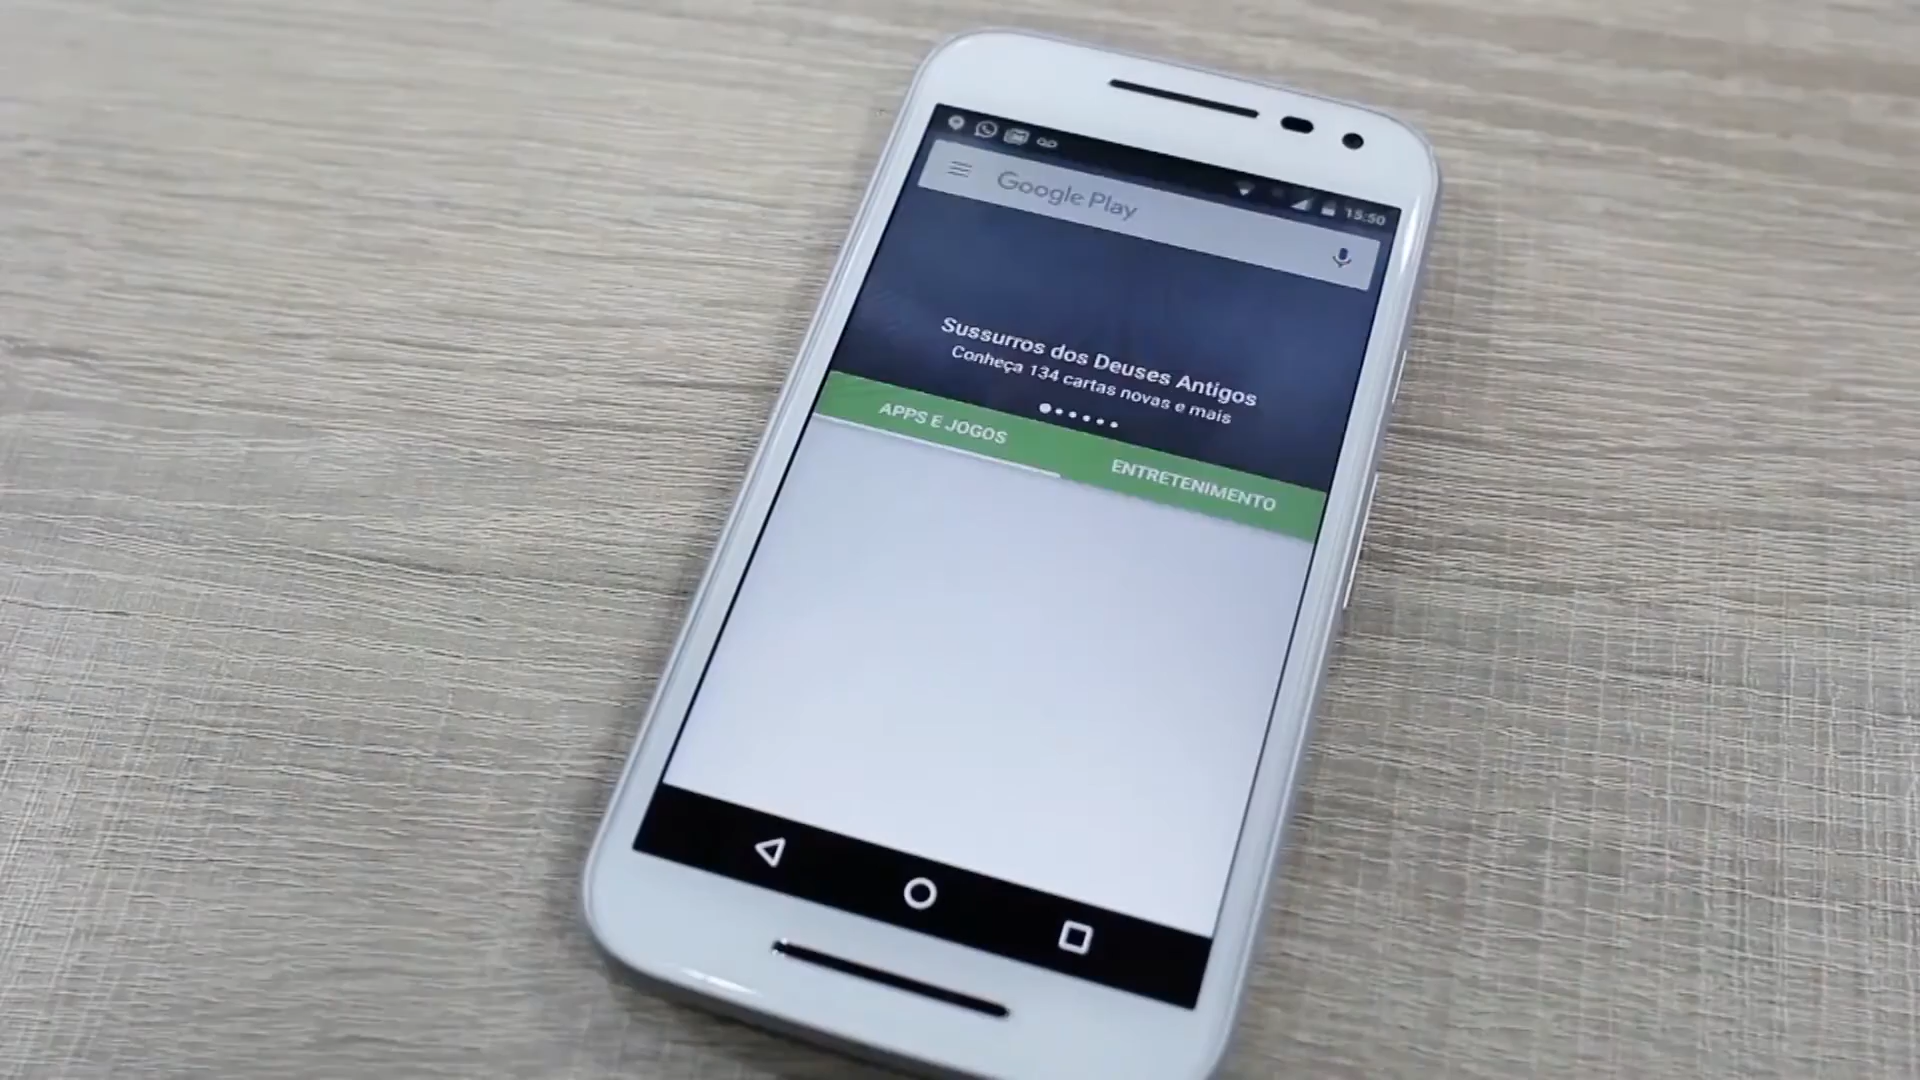 15:50
Google Play
Sussurros dos Deuses Antigos
Conheça 134 cartas novas e mais
APPS E JOGOS
ENTRETENIMENTO